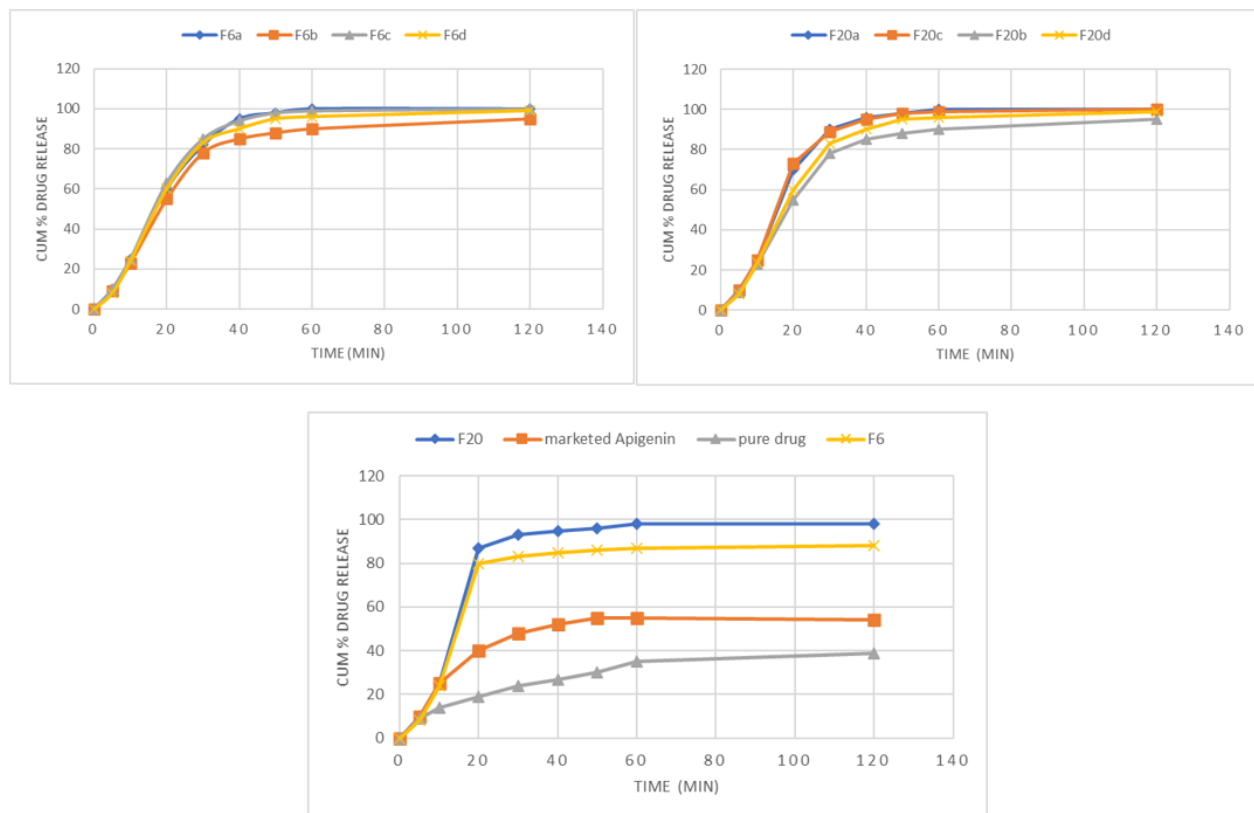 F6a F6b F6c F6d
120
100
80
60
40
20
0
0 20 40 60 80 100 120 140
CUM % DRUG RELEASE
TIME (MIN)
F20a F20c F20b F20d
120
100
80
60
40
20
0
0 20 40 60 80 100 120 140
CUM % DRUG RELEASE
TIME (MIN)
F20 marketed Apigenin pure drug F6
120
100
80
60
40
20
0
0 20 40 60 80 100 120 140
CUM % DRUG RELEASE
TIME (MIN)